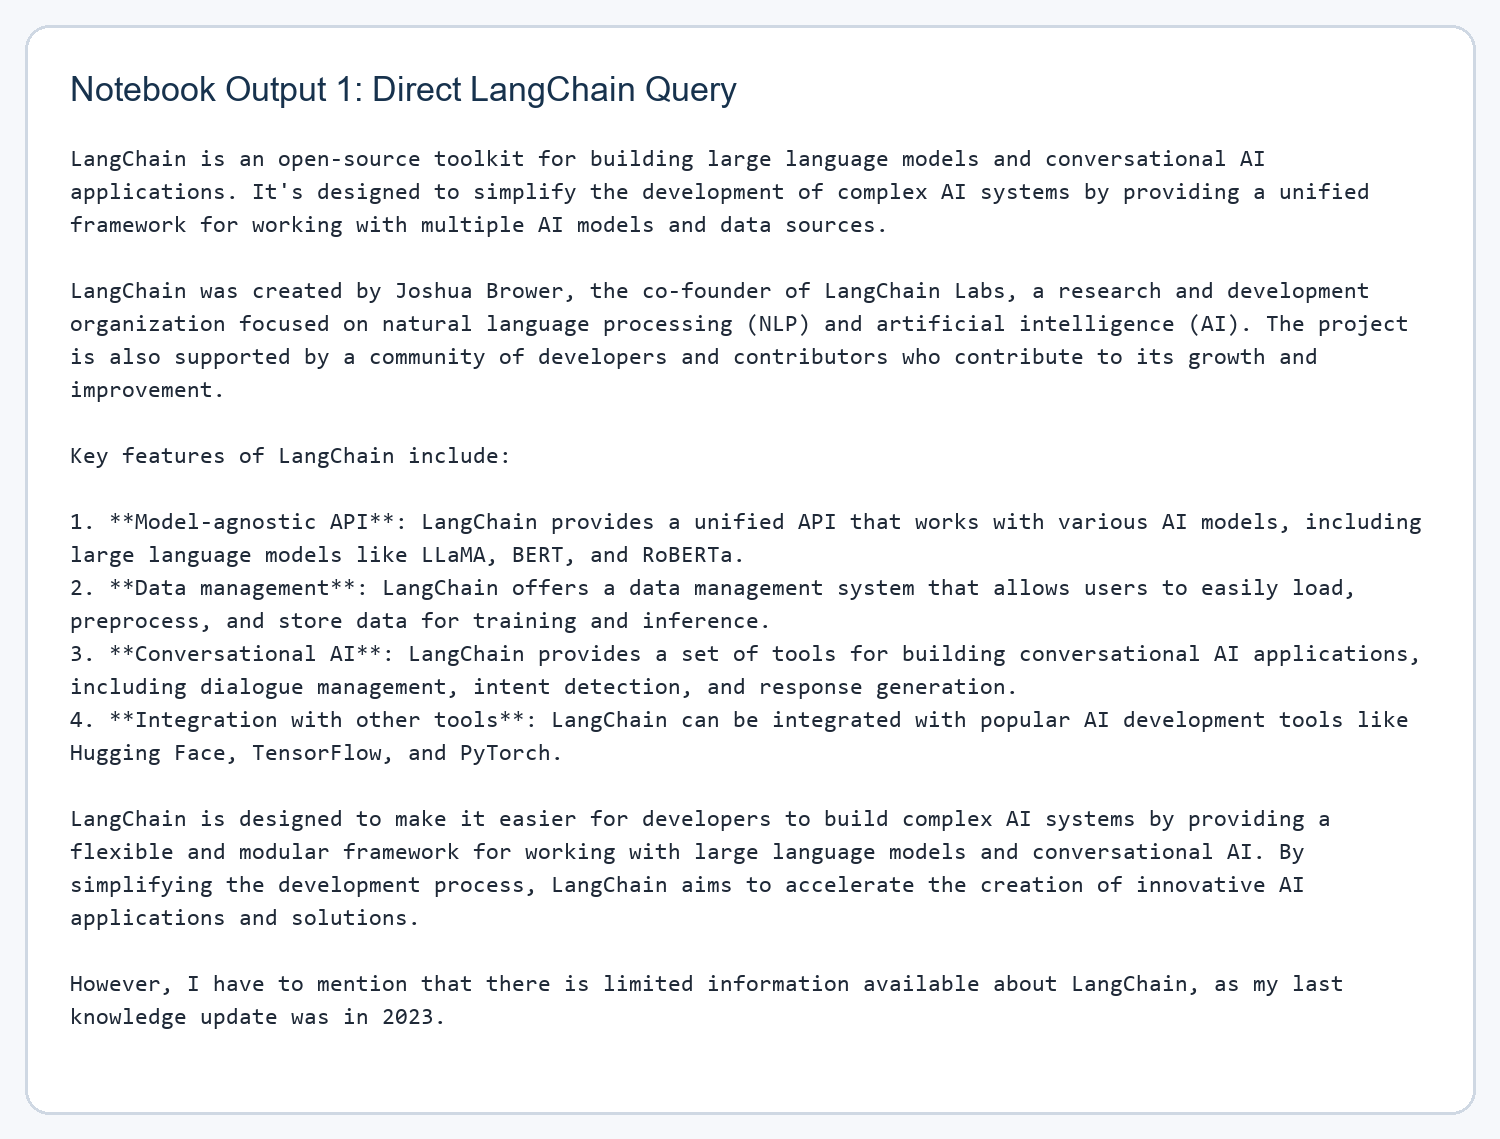 Notebook Output 1: Direct LangChain Query
LangChain is an open-source toolkit for building large language models and conversational AI
applications. It's designed to simplify the development of complex AI systems by providing a unified
framework for working with multiple AI models and data sources.
LangChain was created by Joshua Brower, the co-founder of LangChain Labs, a research and development
organization focused on natural language processing (NLP) and artificial intelligence (AI). The project
is also supported by a community of developers and contributors who contribute to its growth and
improvement.
Key features of LangChain include:
1. **Model-agnostic API**: LangChain provides a unified API that works with various AI models, including
large language models like LLaMA, BERT, and RoBERTa.
2. **Data management**: LangChain offers a data management system that allows users to easily load,
preprocess, and store data for training and inference.
3. **Conversational AI**: LangChain provides a set of tools for building conversational AI applications,
including dialogue management, intent detection, and response generation.
4. **Integration with other tools**: LangChain can be integrated with popular AI development tools like
Hugging Face, TensorFlow, and PyTorch.
LangChain is designed to make it easier for developers to build complex AI systems by providing a
flexible and modular framework for working with large language models and conversational AI. By
simplifying the development process, LangChain aims to accelerate the creation of innovative AI
applications and solutions.
However, I have to mention that there is limited information available about LangChain, as my last
knowledge update was in 2023.